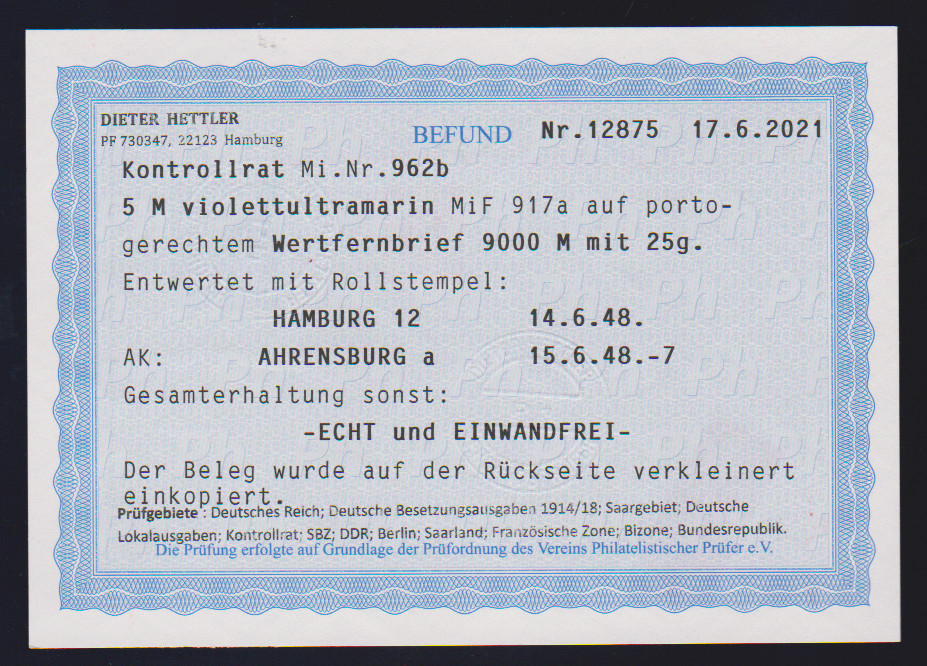 DIETER HETTLER
PF 730347, 22123 Hamburg
BEFUND Nr.12875 17.6.2021
Kontrollrat Mi.Nr.962b
5 M violettultramarin MiF 917a auf porto-
gerechtem Wertfernbrief 9000 M mit 25g.
Entwertet mit Rollstempel:
HAMBURG 12 14.6.48.
AK: AHRENSBURG a 15.6.48.-7
Gesamterhaltung sonst:
-ECHT und EINWANDFREI-
Der Beleg wurde auf der Rückseite verkleinert
einkopiert.
Prüfgebiete : Deutsches Reich; Deutsche Besetzungsausgaben 1914/18; Saargebiet; Deutsche
Lokalausgaben; Kontrollrat; SBZ; DDR; Berlin; Saarland; Französische Zone; Bizone; Bundesrepublik.
Die Prüfung erfolgte auf Grundlage der Prüfordnung des Vereins Philatelistischer Prüfer e.V.